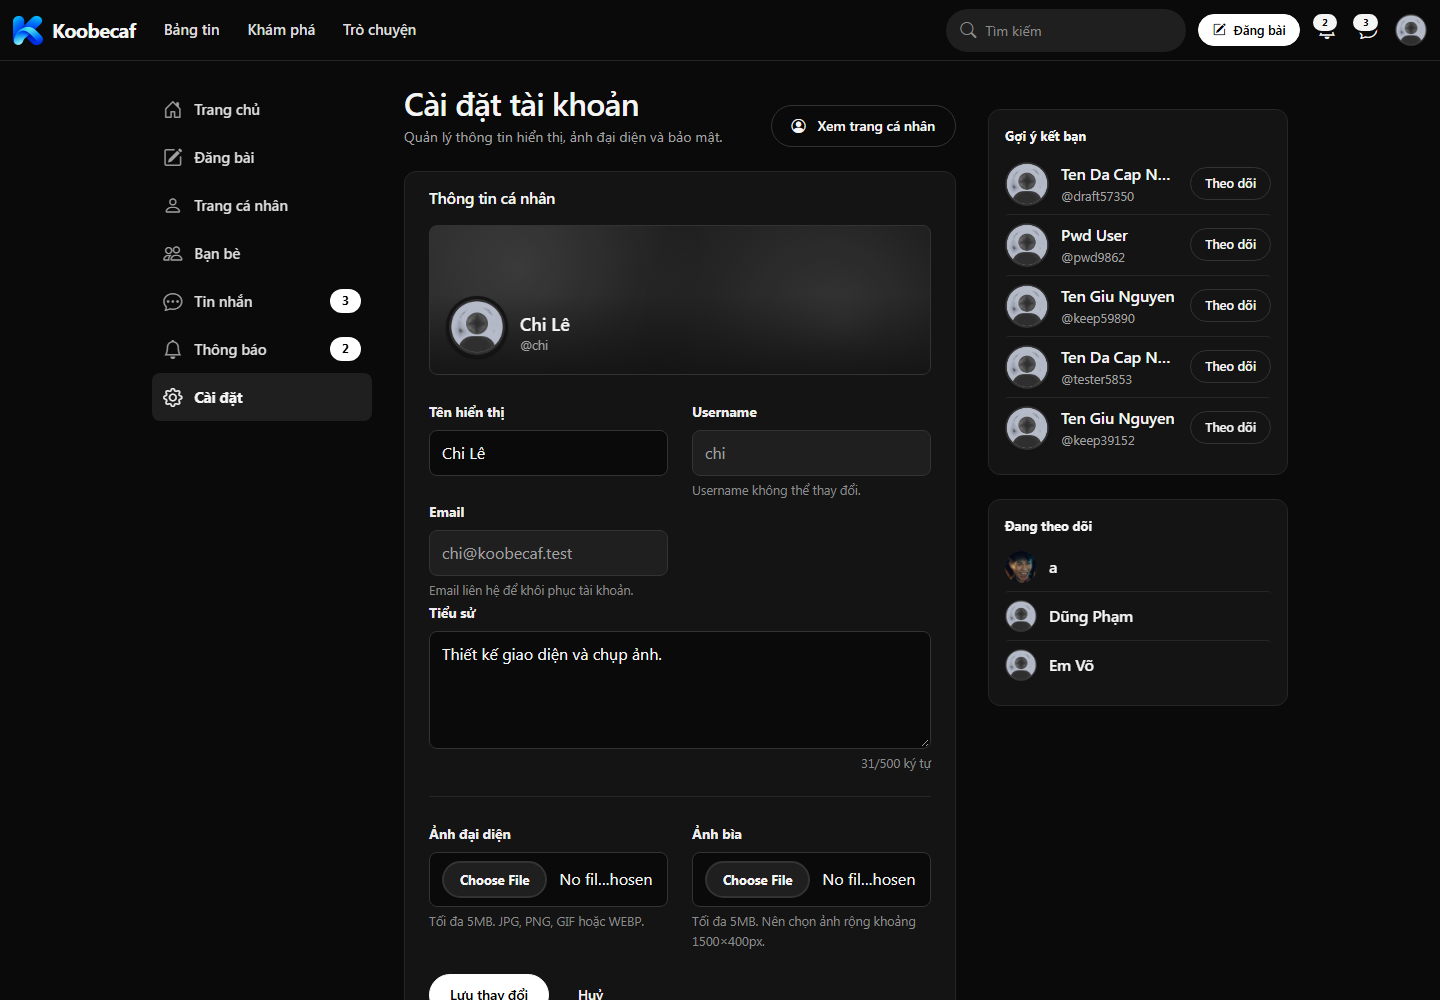 Koobecaf
Bảng tin
Khám phá
Trò chuyện
Tìm kiếm
Đăng bài
2
3
Trang chủ
Đăng bài
Trang cá nhân
Bạn bè
Tin nhắn
3
Thông báo
2
Cài đặt
Cài đặt tài khoản
Quản lý thông tin hiển thị, ảnh đại diện và bảo mật.
Xem trang cá nhân
Thông tin cá nhân
Chi Lê
@chi
Tên hiển thị
Chi Lê
Username
chi
Username không thể thay đổi.
Email
chi@koobecaf.test
Email liên hệ để khôi phục tài khoản.
Tiểu sử
Thiết kế giao diện và chụp ảnh.
31/500 ký tự
Ảnh đại diện
Choose File No fil...hosen
Tối đa 5MB. JPG, PNG, GIF hoặc WEBP.
Ảnh bìa
Choose File No fil...hosen
Tối đa 5MB. Nên chọn ảnh rộng khoảng
1500×400px.
Lưu thay đổi
Huỷ
Gợi ý kết bạn
Ten Da Cap N...
@draft57350
Theo dõi
Pwd User
@pwd9862
Theo dõi
Ten Giu Nguyen
@keep59890
Theo dõi
Ten Da Cap N...
@tester5853
Theo dõi
Ten Giu Nguyen
@keep39152
Theo dõi
Đang theo dõi
a
Dũng Phạm
Em Võ